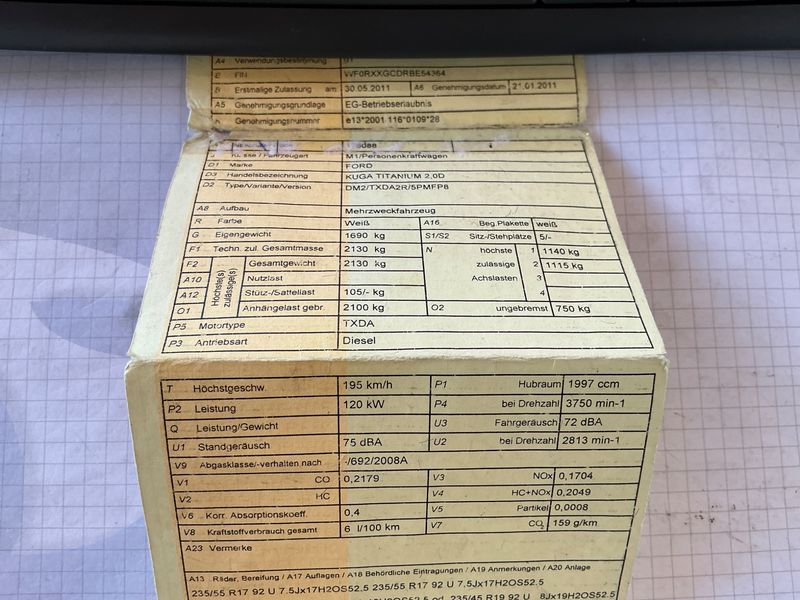 A4 Verwendungsbestimmung 01
E FIN WF0RXXGCDRBE54364
B Erstmalige Zulassung am 30.05.2011 A6 Genehmigungsdatum 21.01.2011
A5 Genehmigungsgrundlage EG-Betriebserlaubnis
K Genehmigungsnummer e13*2001 116*0109*28
J Klasse / Fahrzeugart M1/Personenkraftwagen
D1 Marke FORD
D3 Handelsbezeichnung KUGA TITANIUM 2,0D
D2 Type/Variante/Version DM2/TXDA2R/5PMFP8
A8 Aufbau Mehrzweckfahrzeug
R Farbe Weiß A16 Beg.Plakette weiß
G Eigengewicht 1690 kg S1/S2 Sitz-/Stehplätze 5/-
F1 Techn. zul. Gesamtmasse 2130 kg N höchste 1 1140 kg
F2 Höchste(s) zulässige(s) Gesamtgewicht 2130 kg zulässige 2 1115 kg
A10 Nutzlast Achslasten 3
A12 Stütz-/Sattellast 105/- kg 4
O1 Anhängelast gebr. 2100 kg O2 ungebremst 750 kg
P5 Motortype TXDA
P3 Antriebsart Diesel
T Höchstgeschw. 195 km/h P1 Hubraum 1997 ccm
P2 Leistung 120 kW P4 bei Drehzahl 3750 min-1
Q Leistung/Gewicht U3 Fahrgeräusch 72 dBA
U1 Standgeräusch 75 dBA U2 bei Drehzahl 2813 min-1
V9 Abgasklasse/-verhalten nach -/692/2008A
V1 CO 0,2179 V3 NOx 0,1704
V2 HC V4 HC+NOx 0,2049
V6 Korr. Absorptionskoeff. 0,4 V5 Partikel 0,0008
V8 Kraftstoffverbrauch gesamt 6 l/100 km V7 CO2 159 g/km
A23 Vermerke
A13 Räder, Bereifung / A17 Auflagen / A18 Behördliche Eintragungen / A19 Anmerkungen / A20 Anlage
235/55 R17 92 U 7.5Jx17H2OS52.5 235/55 R17 92 U 7.5Jx17H2OS52.5
od. 235/45 R19 92 U 8Jx19H2OS52.5